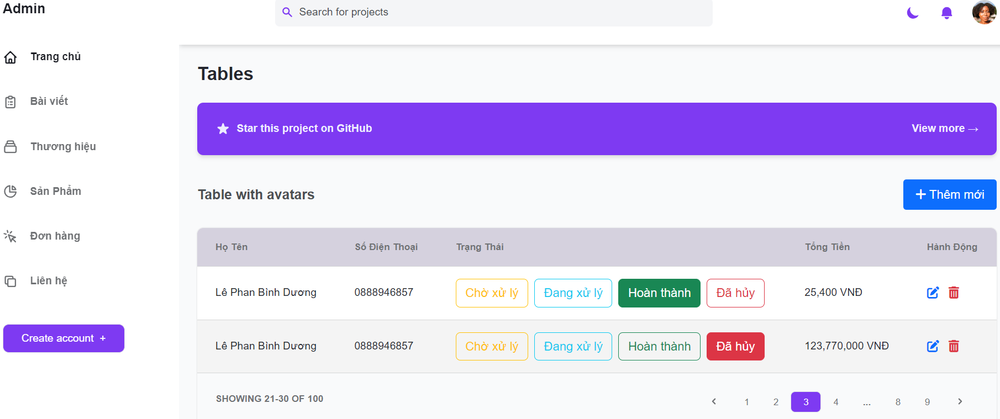 Admin
Search for projects
Trang chủ
Bài viết
Thương hiệu
Sản Phẩm
Đơn hàng
Liên hệ
Create account +
Tables
Star this project on GitHub
View more →
Table with avatars
+ Thêm mới
Họ Tên Số Điện Thoại Trạng Thái Tổng Tiền Hành Động
Lê Phan Bình Dương 0888946857 Chờ xử lý Đang xử lý Hoàn thành Đã hủy 25,400 VNĐ
Lê Phan Bình Dương 0888946857 Chờ xử lý Đang xử lý Hoàn thành Đã hủy 123,770,000 VNĐ
SHOWING 21-30 OF 100
1 2 3 4 ... 8 9